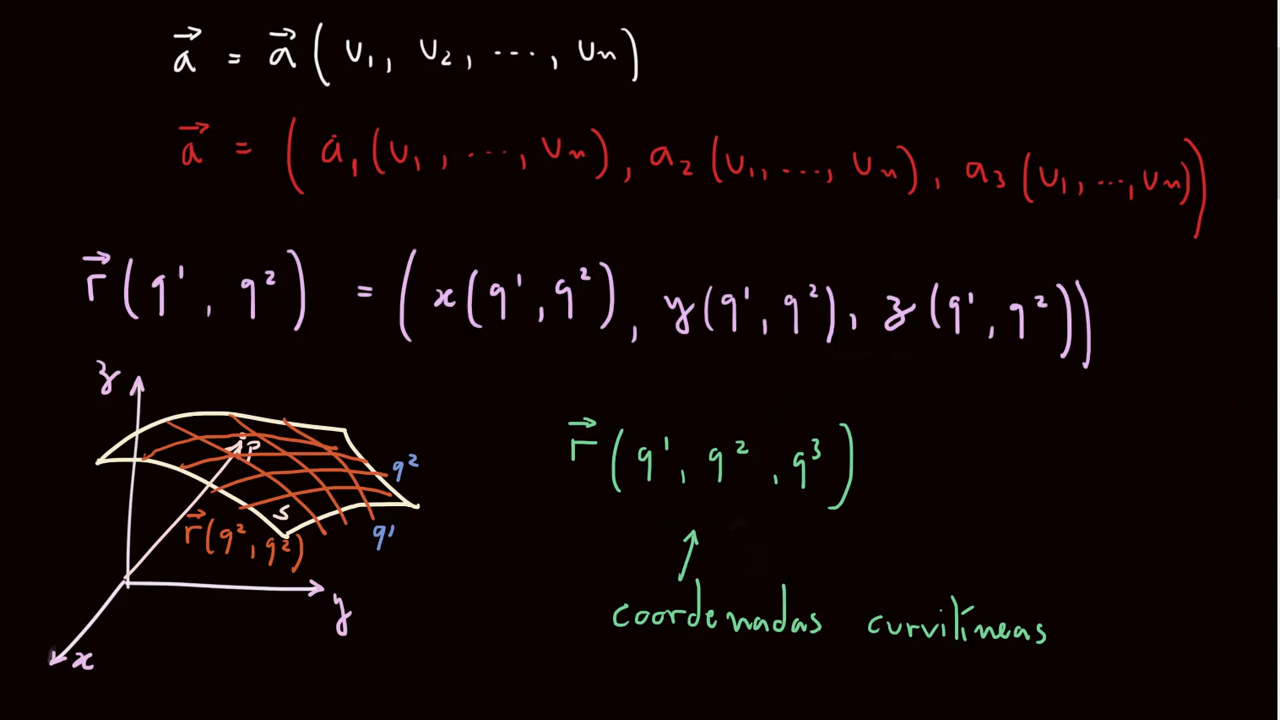 a⃗ = a⃗ (u₁, u₂, ..., uₙ)
a⃗ = (a₁(u₁, ..., uₙ), a₂(u₁, ..., uₙ), a₃(u₁, ..., uₙ))
r⃗(q¹, q²) = (x(q¹, q²), y(q¹, q²), z(q¹, q²))
z
P
q²
S
r⃗(q², q²)
q¹
y
x
r⃗(q¹, q², q³)
coordenadas curvilíneas